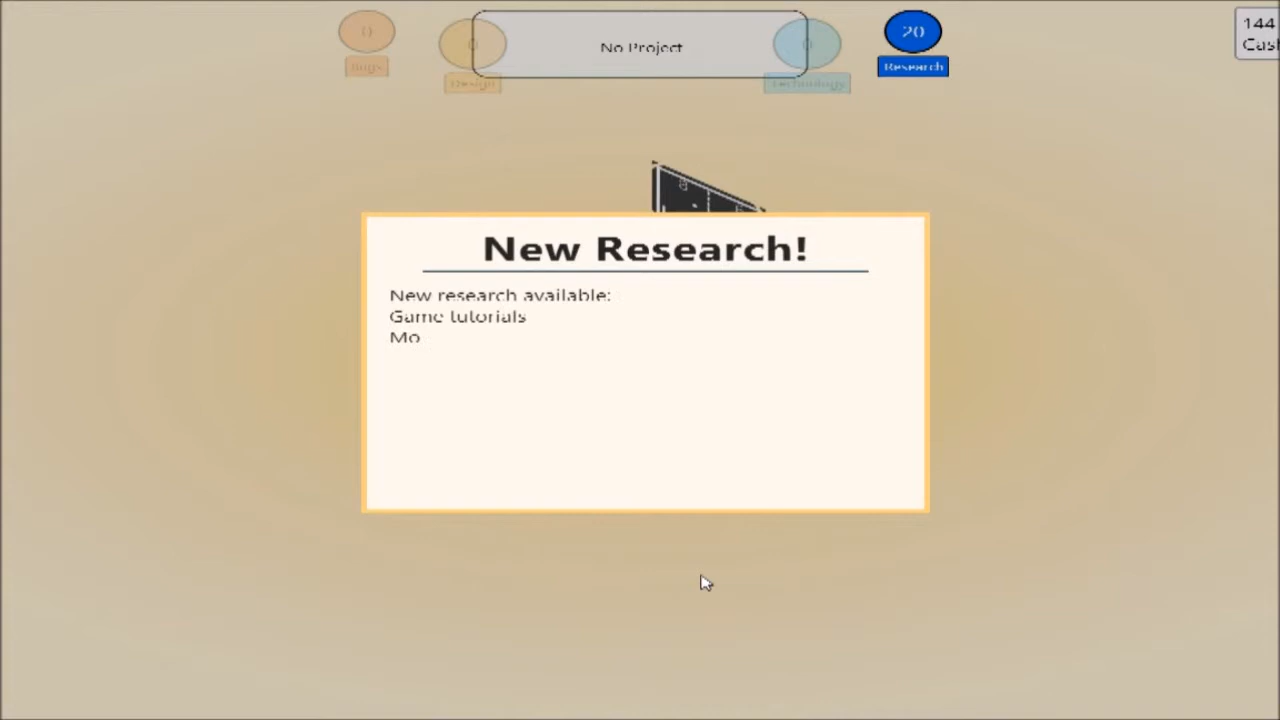 0
Bugs
0
Design
No Project
0
Technology
20
Research
144
Cash
New Research!
New research available:
Game tutorials
Mo